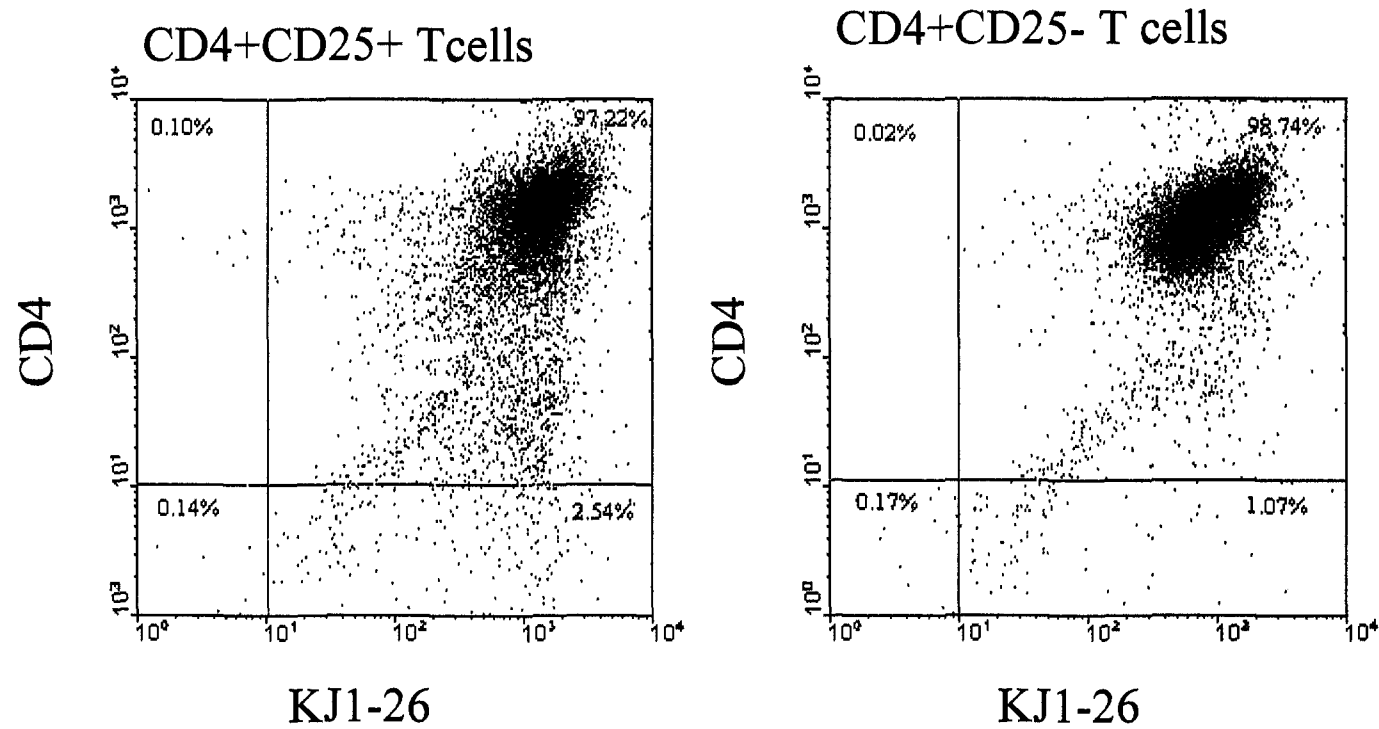 CD4+CD25+ Tcells
CD4+CD25- T cells
10⁴
0.10%
97.22%
10³
CD4
10²
10¹
0.14%
2.54%
10³
10⁰ 10¹ 10² 10³ 10⁴
KJ1-26
10⁴
0.02%
98.74%
10³
CD4
10²
10¹
0.17%
1.07%
10⁰
10⁰ 10¹ 10² 10³ 10⁴
KJ1-26